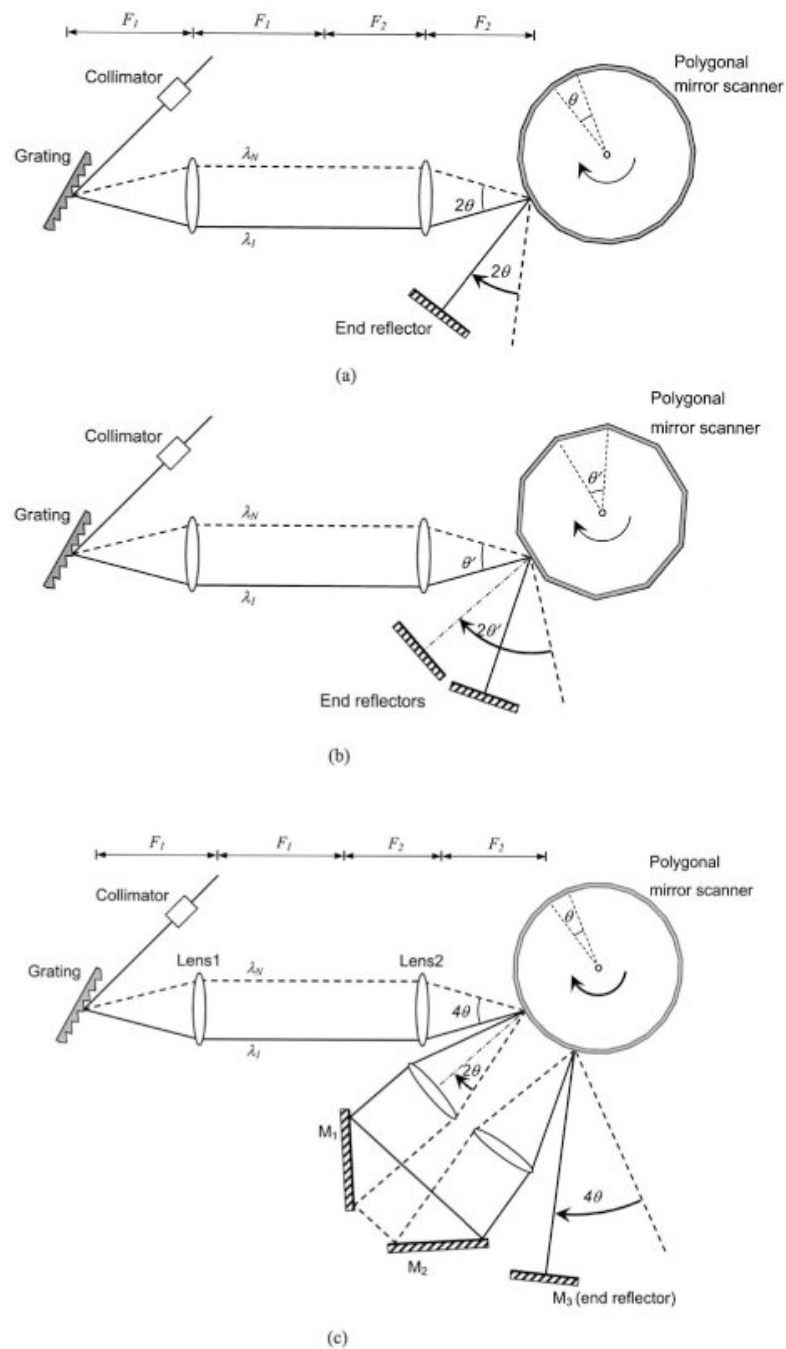 F1 F1 F2 F2
Collimator
Polygonal
mirror scanner
θ
Grating
λN
2θ
λ1
2θ
End reflector
(a)
Polygonal
mirror scanner
Collimator
θ'
Grating
λN
θ'
λ1
2θ'
End reflectors
(b)
F1 F1 F2 F2
Polygonal
mirror scanner
Collimator
θ
Lens1 Lens2
Grating
λN
4θ
λ1
2θ
M1
4θ
M2
M3 (end reflector)
(c)